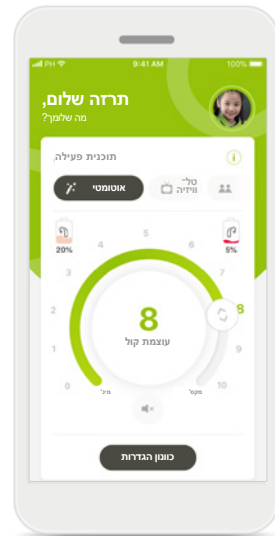 PH 9:41 AM 100%
תרזה שלום,
מה שלומך?
תוכנית פעילה,
i
אוטומטי
טל-
וויזיה
20%
5%
5
4
6
3
7
2
8
1
9
0
10
8
עוצמת קול
מינ'
מקס'
כוונון הגדרות